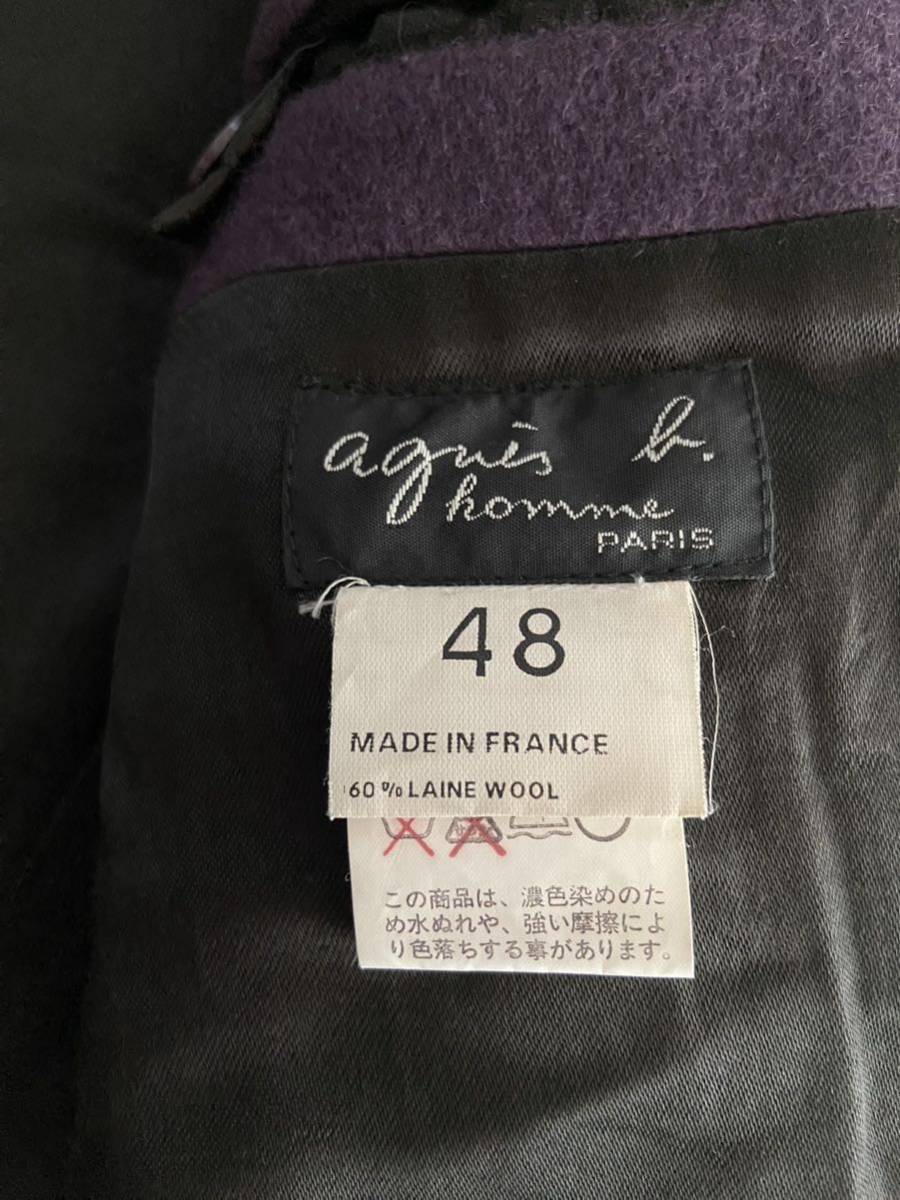 agnès b.
homme
PARIS
48
MADE IN FRANCE
60% LAINE WOOL
この商品は、濃色染めのた
め水ぬれや、強い摩擦によ
り色落ちする事があります。